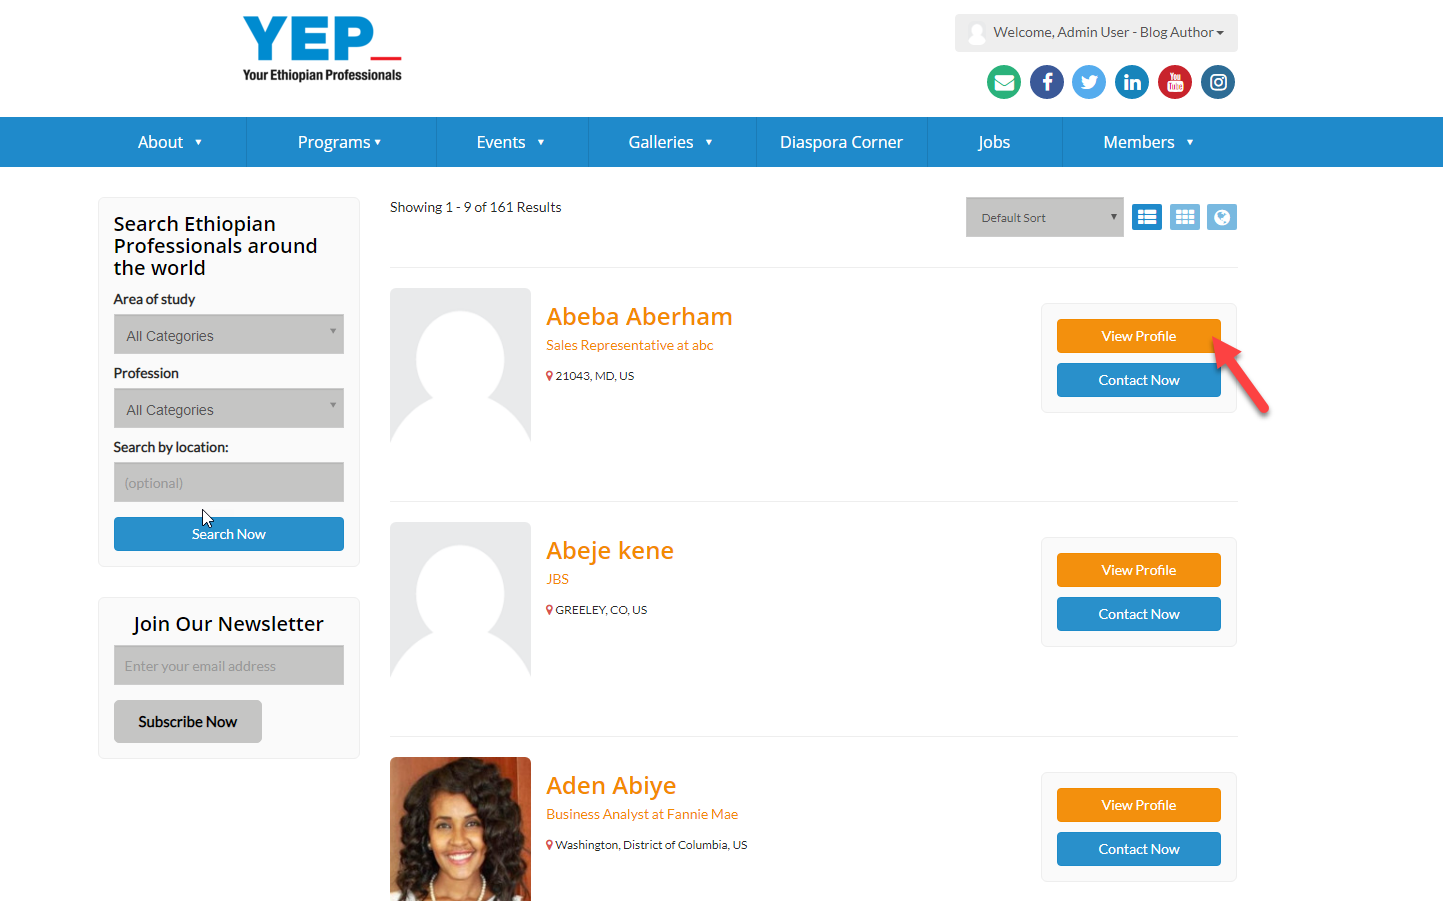 YEP_
Your Ethiopian Professionals
Welcome, Admin User - Blog Author
You
Tube
About
Programs
Events
Galleries
Diaspora Corner
Jobs
Members
Search Ethiopian
Professionals around
the world
Area of study
All Categories
Profession
All Categories
Search by location:
(optional)
Search Now
Join Our Newsletter
Enter your email address
Subscribe Now
Showing 1 - 9 of 161 Results
Default Sort
Abeba Aberham
Sales Representative at abc
21043, MD, US
View Profile
Contact Now
Abeje kene
JBS
GREELEY, CO, US
View Profile
Contact Now
Aden Abiye
Business Analyst at Fannie Mae
Washington, District of Columbia, US
View Profile
Contact Now